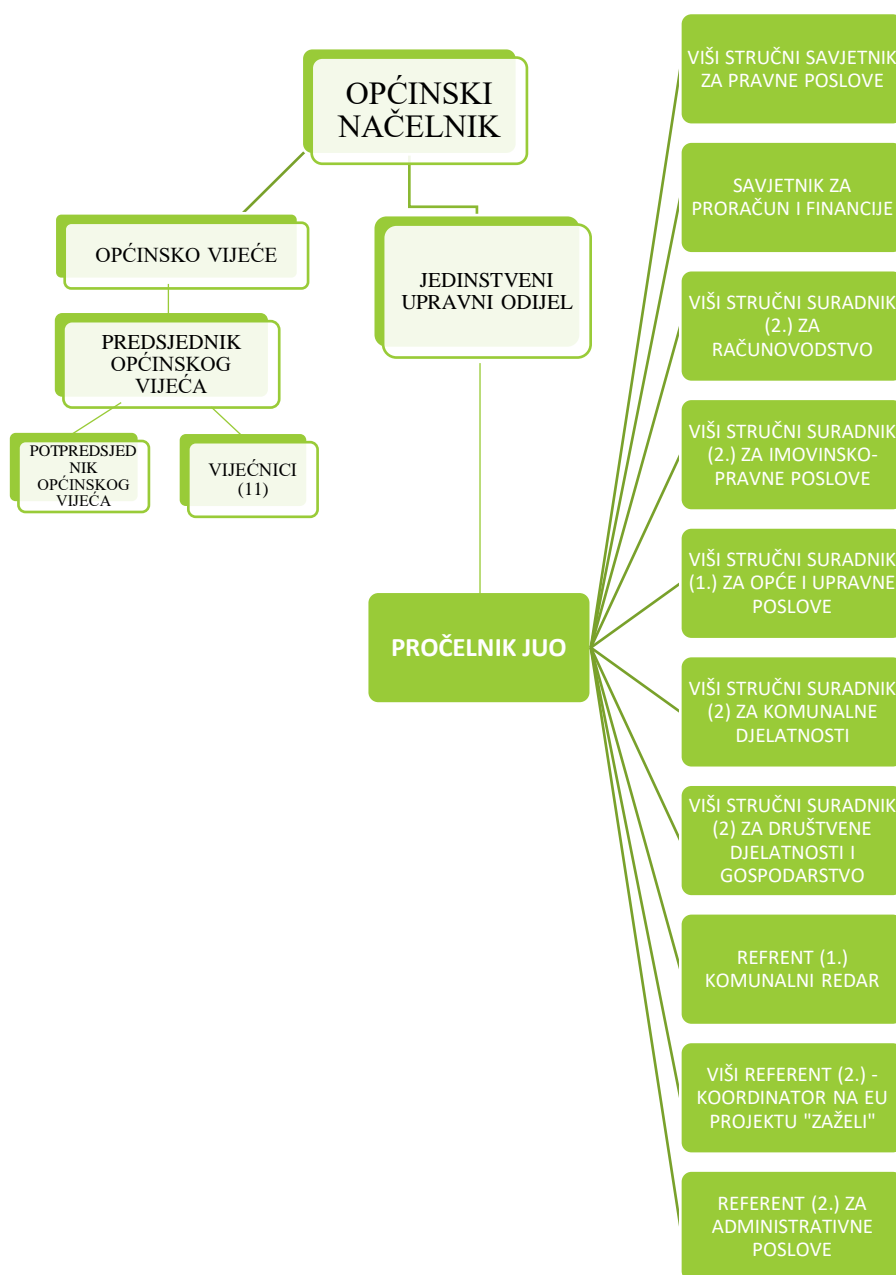 OPĆINSKI
NAČELNIK
OPĆINSKO VIJEĆE
JEDINSTVENI
UPRAVNI ODIJEL
PREDSJEDNIK
OPĆINSKOG
VIJEĆA
POTPREDSJED
NIK
OPĆINSKOG
VIJEĆA
VIJEĆNICI
(11)
PROČELNIK JUO
VIŠI STRUČNI SAVJETNIK
ZA PRAVNE POSLOVE
SAVJETNIK ZA
PRORAČUN I FINANCIJE
VIŠI STRUČNI SURADNIK
(2.) ZA
RAČUNOVODSTVO
VIŠI STRUČNI SURADNIK
(2.) ZA IMOVINSKO-
PRAVNE POSLOVE
VIŠI STRUČNI SURADNIK
(1.) ZA OPĆE I UPRAVNE
POSLOVE
VIŠI STRUČNI SURADNIK
(2) ZA KOMUNALNE
DJELATNOSTI
VIŠI STRUČNI SURADNIK
(2) ZA DRUŠTVENE
DJELATNOSTI I
GOSPODARSTVO
REFRENT (1.)
KOMUNALNI REDAR
VIŠI REFERENT (2.) -
KOORDINATOR NA EU
PROJEKTU "ZAŽELI"
REFERENT (2.) ZA
ADMINISTRATIVNE
POSLOVE